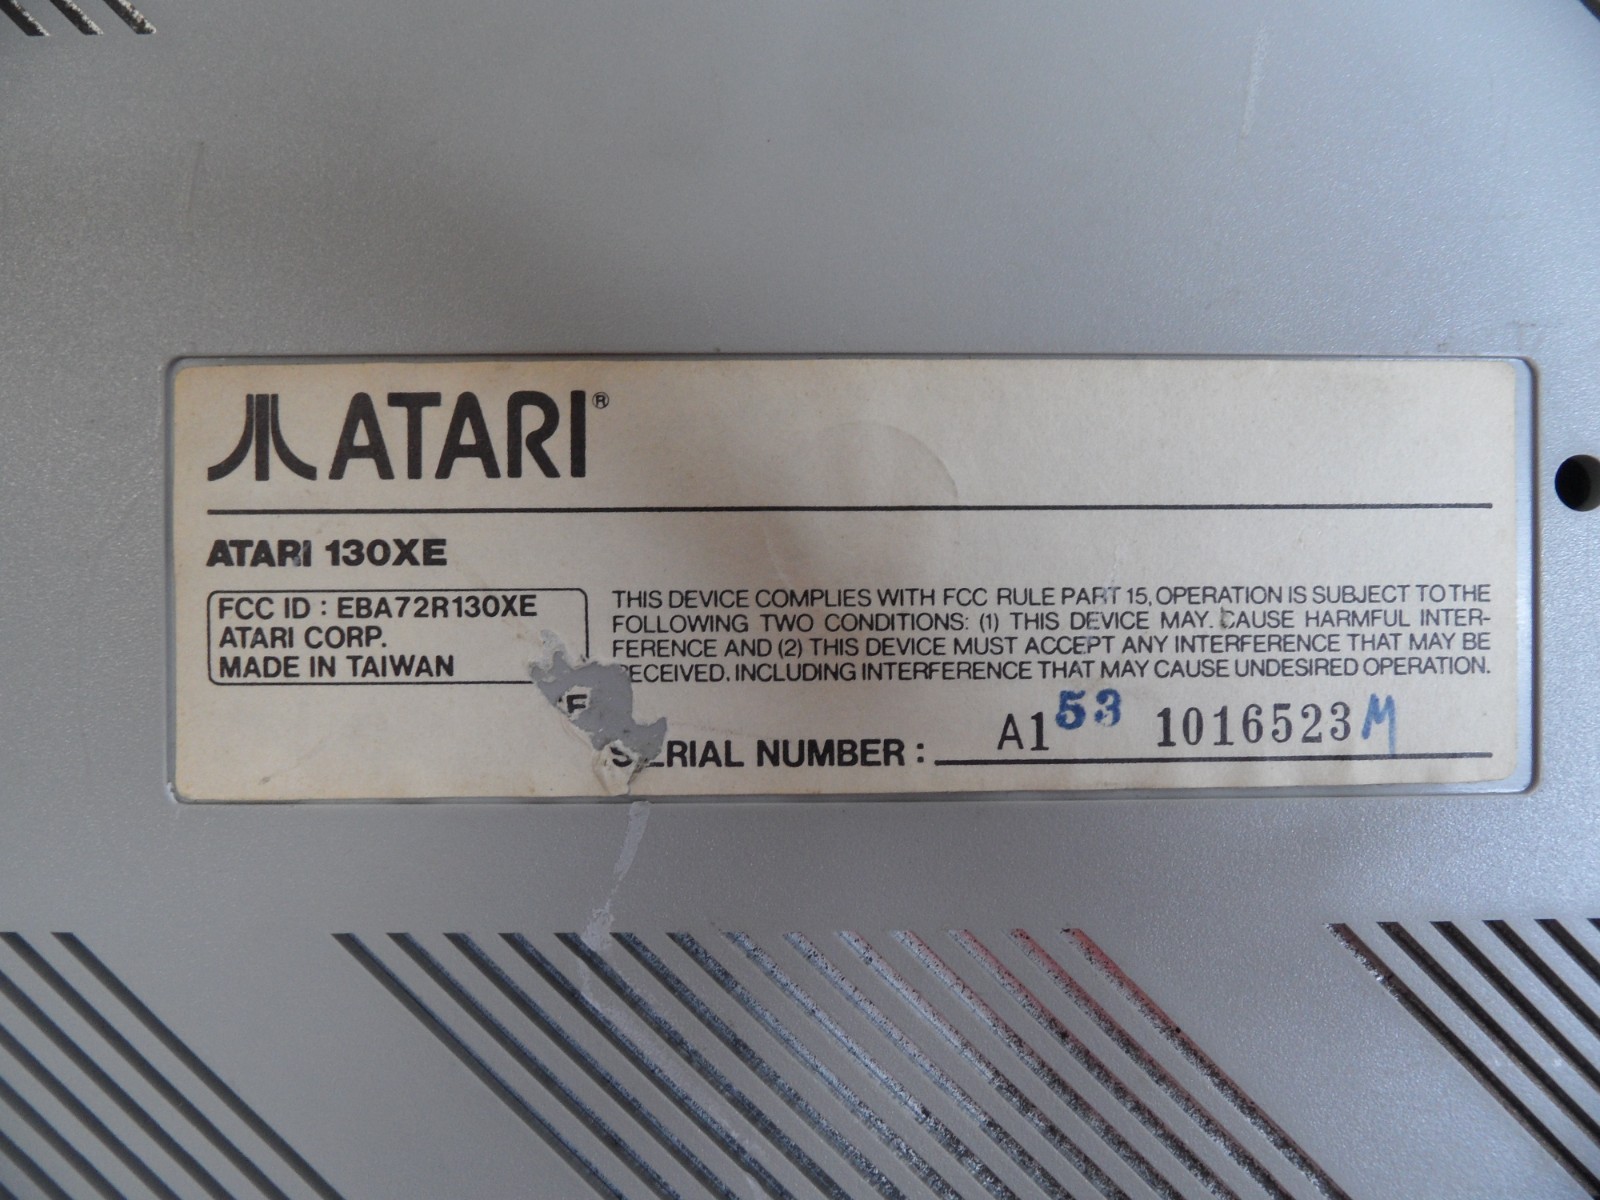 ATARI®
ATARI 130XE
FCC ID : EBA72R130XE
ATARI CORP.
MADE IN TAIWAN
THIS DEVICE COMPLIES WITH FCC RULE PART 15, OPERATION IS SUBJECT TO THE
FOLLOWING TWO CONDITIONS: (1) THIS DEVICE MAY. CAUSE HARMFUL INTER-
FERENCE AND (2) THIS DEVICE MUST ACCEPT ANY INTERFERENCE THAT MAY BE
RECEIVED, INCLUDING INTERFERENCE THAT MAY CAUSE UNDESIRED OPERATION.
SERIAL NUMBER : A1 53 1016523 M